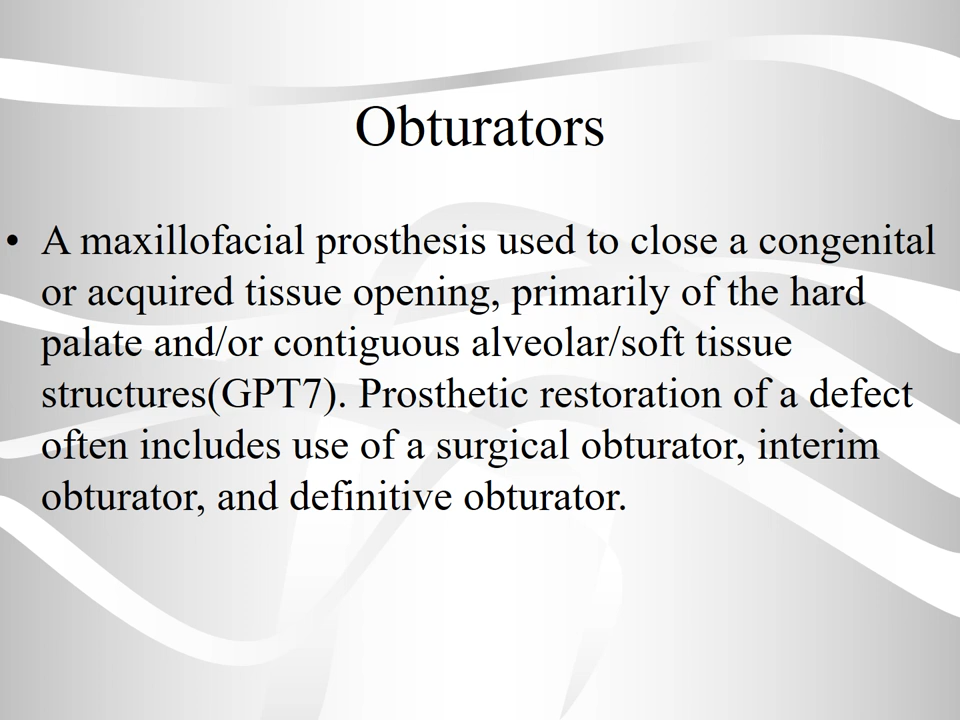 Obturators
• A maxillofacial prosthesis used to close a congenital
or acquired tissue opening, primarily of the hard
palate and/or contiguous alveolar/soft tissue
structures(GPT7). Prosthetic restoration of a defect
often includes use of a surgical obturator, interim
obturator, and definitive obturator.